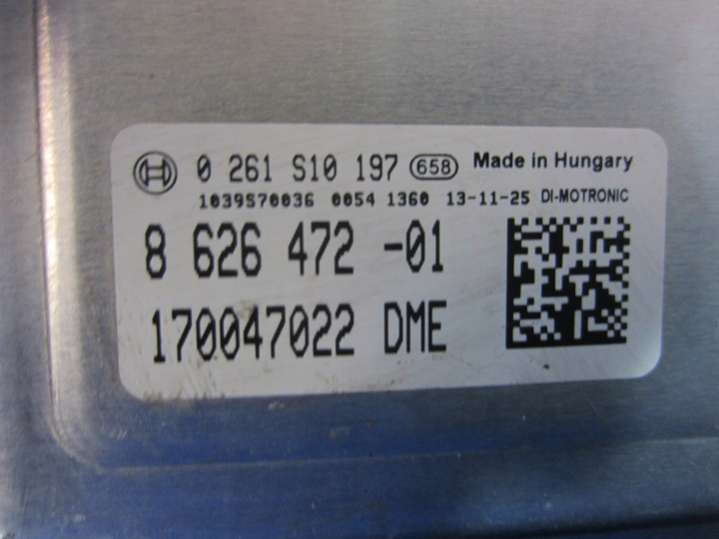 0 261 S10 197 658 Made in Hungary
1039S70036 0054 1360 13-11-25 DI-MOTRONIC
8 626 472 -01
170047022 DME